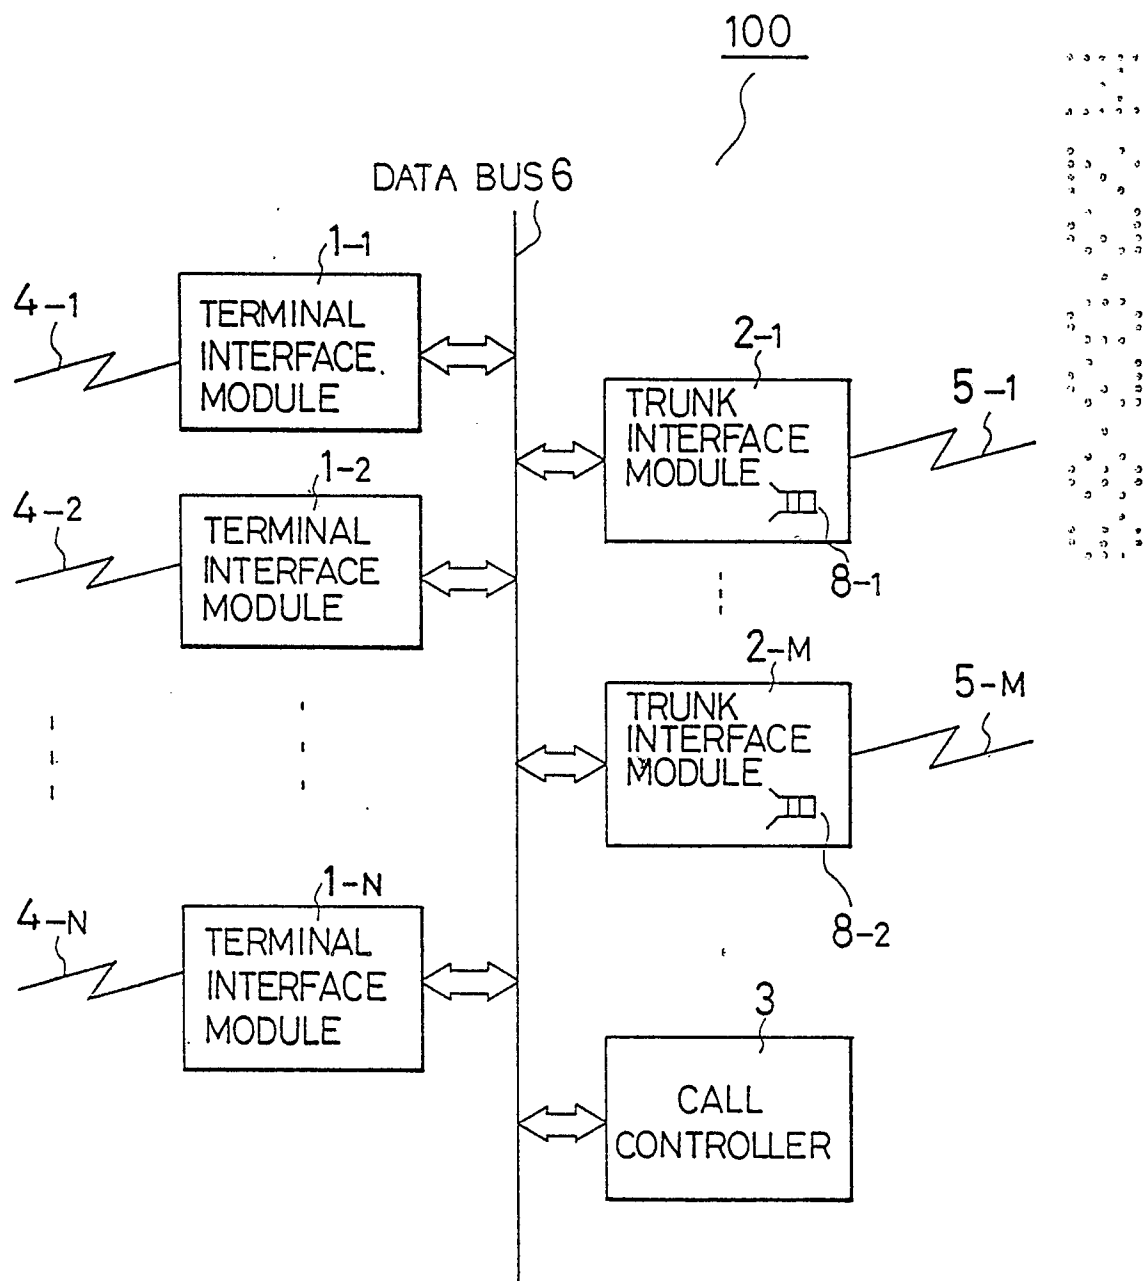 100
DATA BUS 6
1-1
4-1
TERMINAL
INTERFACE.
MODULE
2-1
5-1
TRUNK
INTERFACE
MODULE
8-1
1-2
4-2
TERMINAL
INTERFACE
MODULE
2-M
5-M
TRUNK
INTERFACE
MODULE
8-2
1-N
4-N
TERMINAL
INTERFACE
MODULE
3
CALL
CONTROLLER